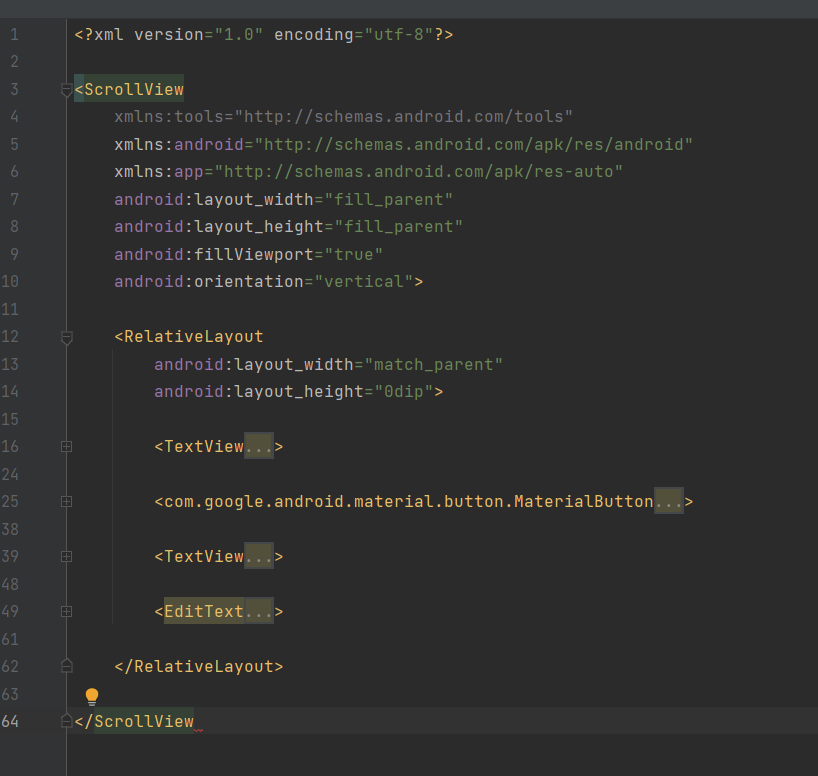 1 <?xml version="1.0" encoding="utf-8"?>
2
3 <ScrollView
4 xmlns:tools="http://schemas.android.com/tools"
5 xmlns:android="http://schemas.android.com/apk/res/android"
6 xmlns:app="http://schemas.android.com/apk/res-auto"
7 android:layout_width="fill_parent"
8 android:layout_height="fill_parent"
9 android:fillViewport="true"
10 android:orientation="vertical">
11
12 <RelativeLayout
13 android:layout_width="match_parent"
14 android:layout_height="0dip">
15
16 <TextView...>
24
25 <com.google.android.material.button.MaterialButton...>
38
39 <TextView...>
48
49 <EditText...>
61
62 </RelativeLayout>
63
64 </ScrollView